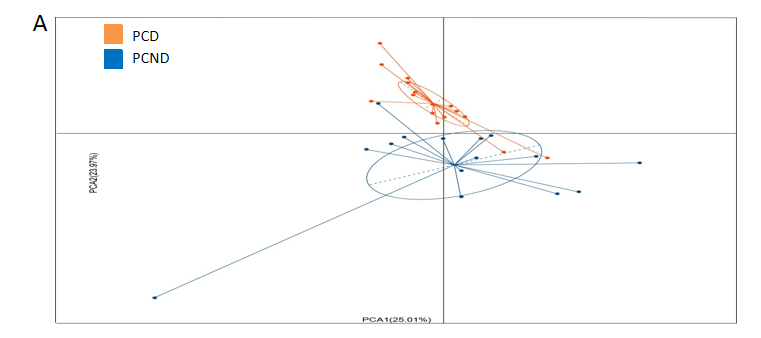 A
PCD
PCND
PCA2(23.97%)
PCA1(25.01%)